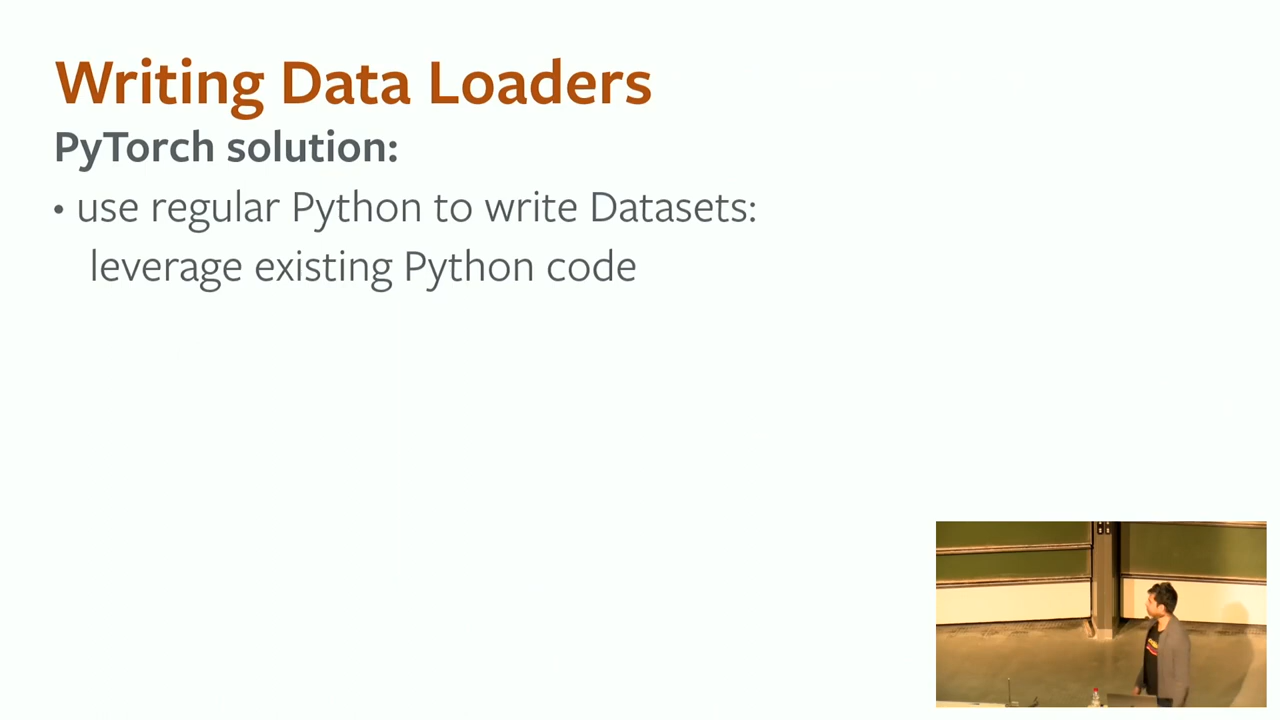 Writing Data Loaders
PyTorch solution:
• use regular Python to write Datasets:
leverage existing Python code